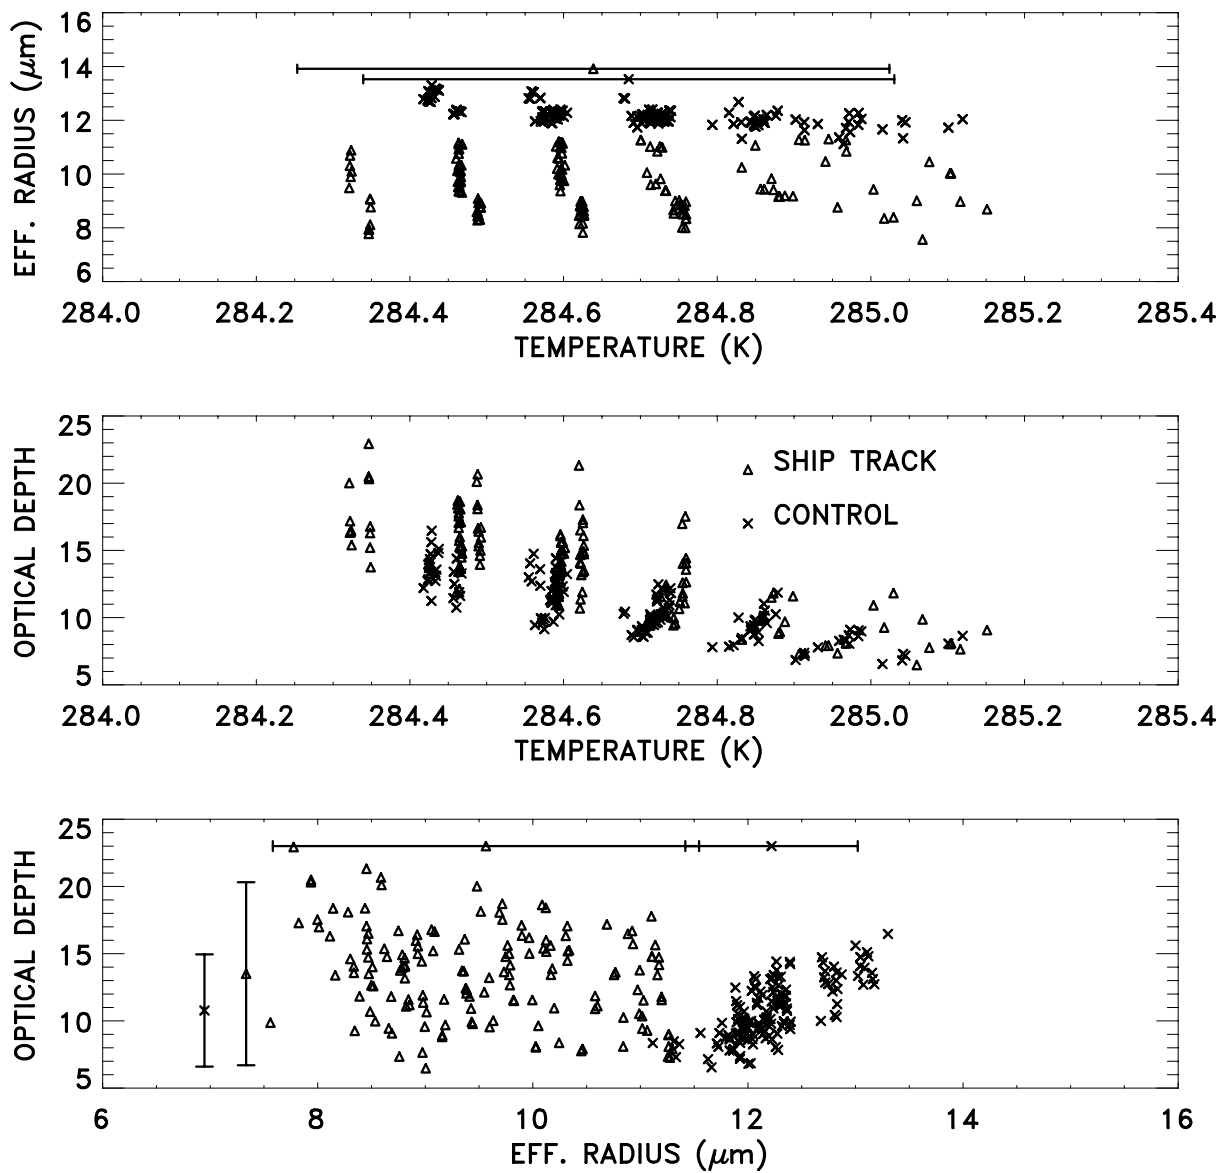 16
14
12
10
8
6
EFF. RADIUS (μm)
284.0 284.2 284.4 284.6 284.8 285.0 285.2 285.4
TEMPERATURE (K)
25
20
15
10
5
OPTICAL DEPTH
SHIP TRACK
CONTROL
284.0 284.2 284.4 284.6 284.8 285.0 285.2 285.4
TEMPERATURE (K)
25
20
15
10
5
OPTICAL DEPTH
6 8 10 12 14 16
EFF. RADIUS (μm)